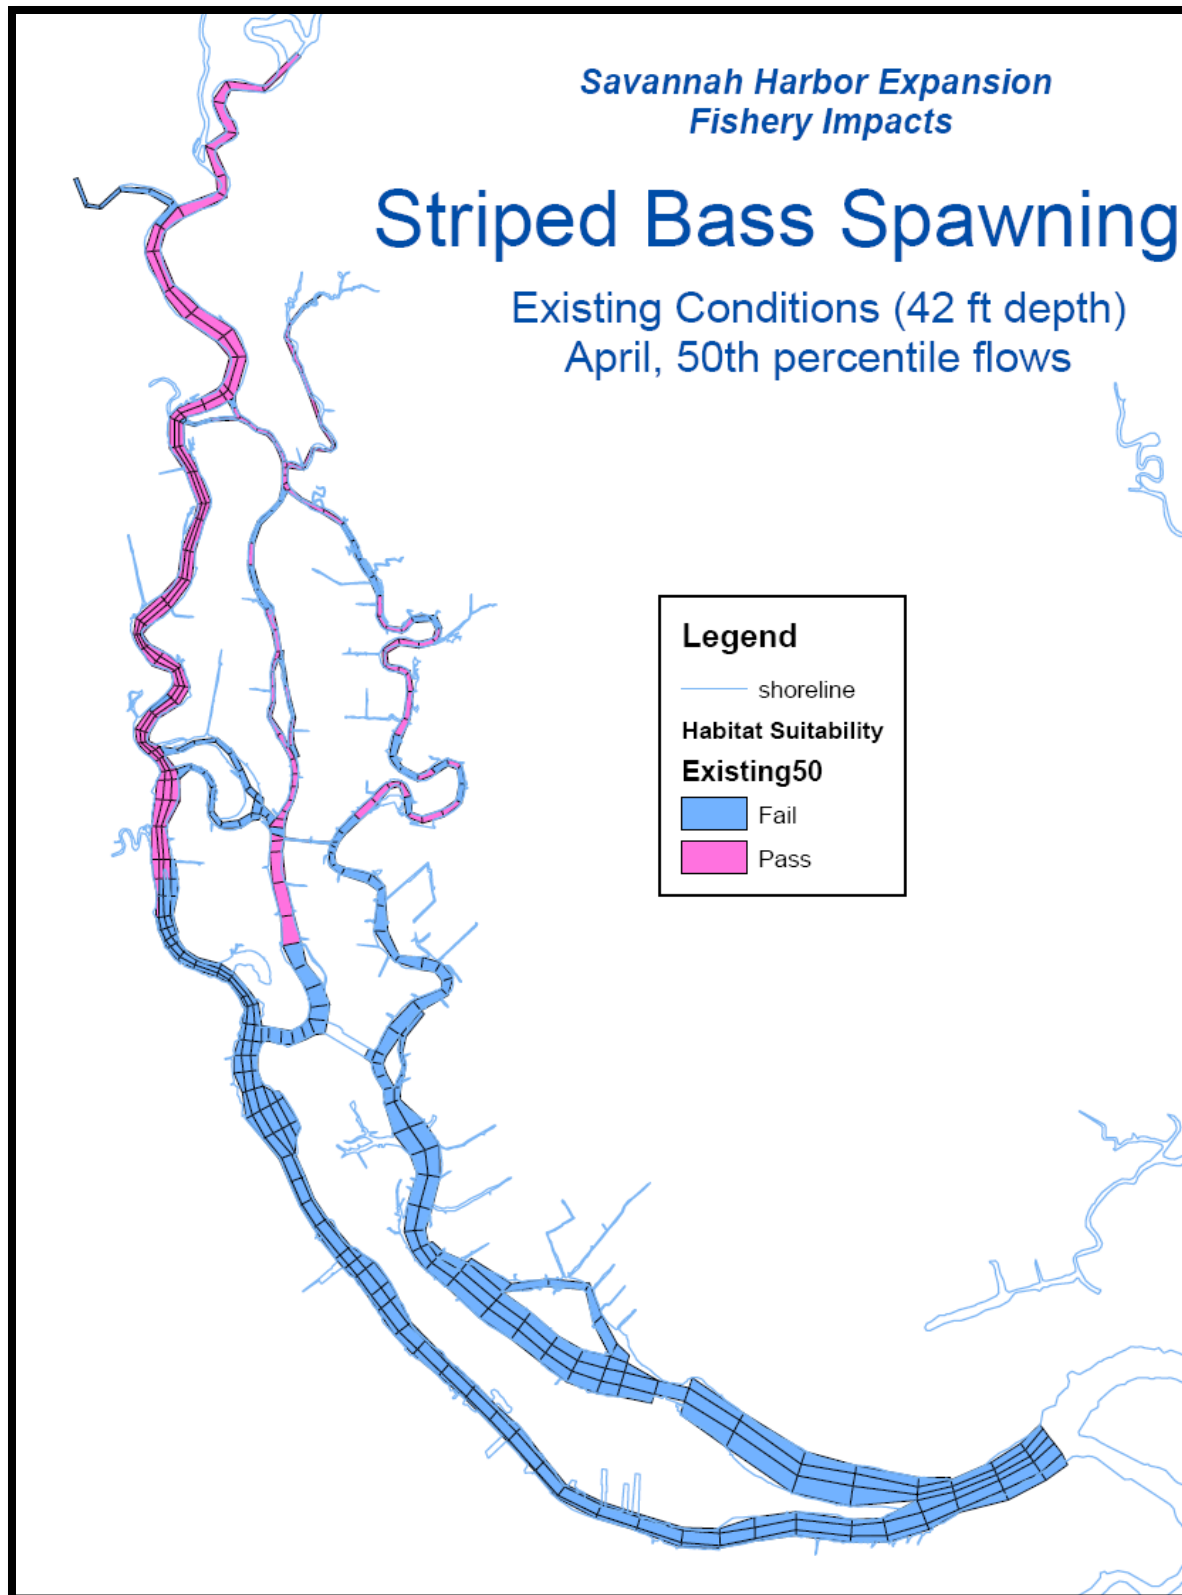 Savannah Harbor Expansion
Fishery Impacts
Striped Bass Spawning
Existing Conditions (42 ft depth)
April, 50th percentile flows
Legend
shoreline
Habitat Suitability
Existing50
Fail
Pass